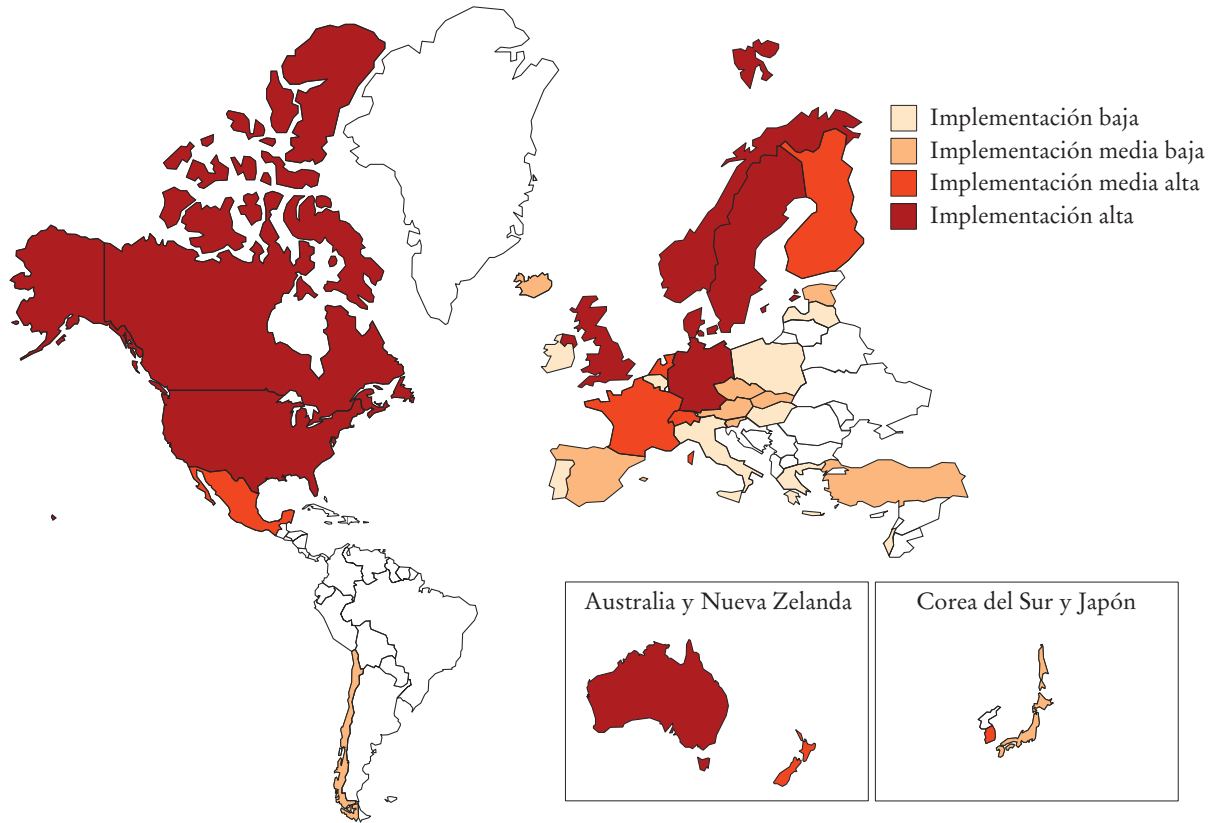 Implementación baja
Implementación media baja
Implementación media alta
Implementación alta
Australia y Nueva Zelanda
Corea del Sur y Japón